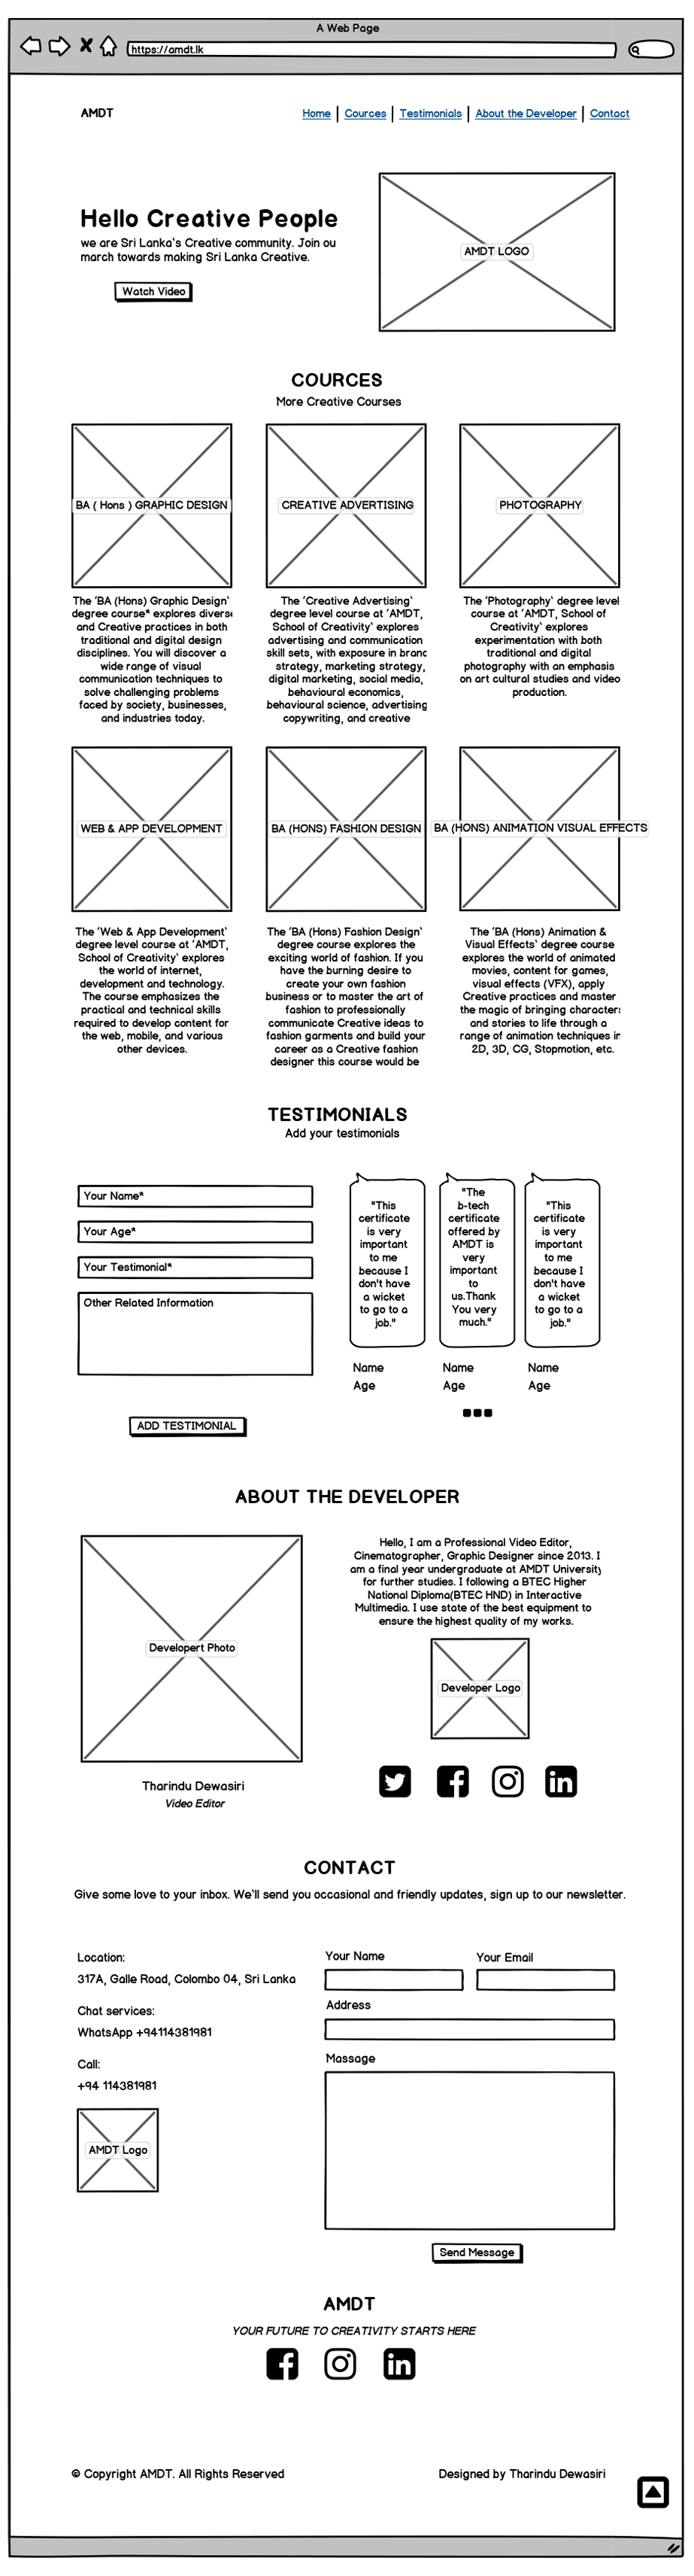 A Web Page
https://amdt.lk
AMDT
Home | Cources | Testimonials | About the Developer | Contact
Hello Creative People
we are Sri Lanka`s Creative community. Join ou
march towards making Sri Lanka Creative.
Watch Video
AMDT LOGO
COURCES
More Creative Courses
BA ( Hons ) GRAPHIC DESIGN
The ´BA (Hons) Graphic Design`
degree course* explores diverse
and Creative practices in both
traditional and digital design
disciplines. You will discover a
wide range of visual
communication techniques to
solve challenging problems
faced by society, businesses,
and industries today.
CREATIVE ADVERTISING
The ´Creative Advertising`
degree level course at ´AMDT,
School of Creativity` explores
advertising and communication
skill sets, with exposure in branc
strategy, marketing strategy,
digital marketing, social media,
behavioural economics,
behavioural science, advertising
copywriting, and creative
PHOTOGRAPHY
The ´Photography` degree level
course at ´AMDT, School of
Creativity` explores
experimentation with both
traditional and digital
photography with an emphasis
on art cultural studies and video
production.
WEB & APP DEVELOPMENT
The ´Web & App Development`
degree level course at ´AMDT,
School of Creativity` explores
the world of internet,
development and technology.
The course emphasizes the
practical and technical skills
required to develop content for
the web, mobile, and various
other devices.
BA (HONS) FASHION DESIGN
The ´BA (Hons) Fashion Design`
degree course explores the
exciting world of fashion. If you
have the burning desire to
create your own fashion
business or to master the art of
fashion to professionally
communicate Creative ideas to
fashion garments and build your
career as a Creative fashion
designer this course would be
BA (HONS) ANIMATION VISUAL EFFECTS
The ´BA (Hons) Animation &
Visual Effects` degree course
explores the world of animated
movies, content for games,
visual effects (VFX), apply
Creative practices and master
the magic of bringing characters
and stories to life through a
range of animation techniques in
2D, 3D, CG, Stopmotion, etc.
TESTIMONIALS
Add your testimonials
Your Name*
Your Age*
Your Testimonial*
Other Related Information
ADD TESTIMONIAL
"This
certificate
is very
important
to me
because I
don't have
a wicket
to go to a
job."
Name
Age
"The
b-tech
certificate
offered by
AMDT is
very
important
to
us.Thank
You very
much."
Name
Age
"This
certificate
is very
important
to me
because I
don't have
a wicket
to go to a
job."
Name
Age
ABOUT THE DEVELOPER
Developert Photo
Tharindu Dewasiri
Video Editor
Hello, I am a Professional Video Editor,
Cinematographer, Graphic Designer since 2013. I
am a final year undergraduate at AMDT University
for further studies. I following a BTEC Higher
National Diploma(BTEC HND) in Interactive
Multimedia. I use state of the best equipment to
ensure the highest quality of my works.
Developer Logo
CONTACT
Give some love to your inbox. We`ll send you occasional and friendly updates, sign up to our newsletter.
Location:
317A, Galle Road, Colombo 04, Sri Lanka
Chat services:
WhatsApp +94114381981
Call:
+94 114381981
AMDT Logo
Your Name
Your Email
Address
Massage
Send Message
AMDT
YOUR FUTURE TO CREATIVITY STARTS HERE
© Copyright AMDT. All Rights Reserved
Designed by Tharindu Dewasiri